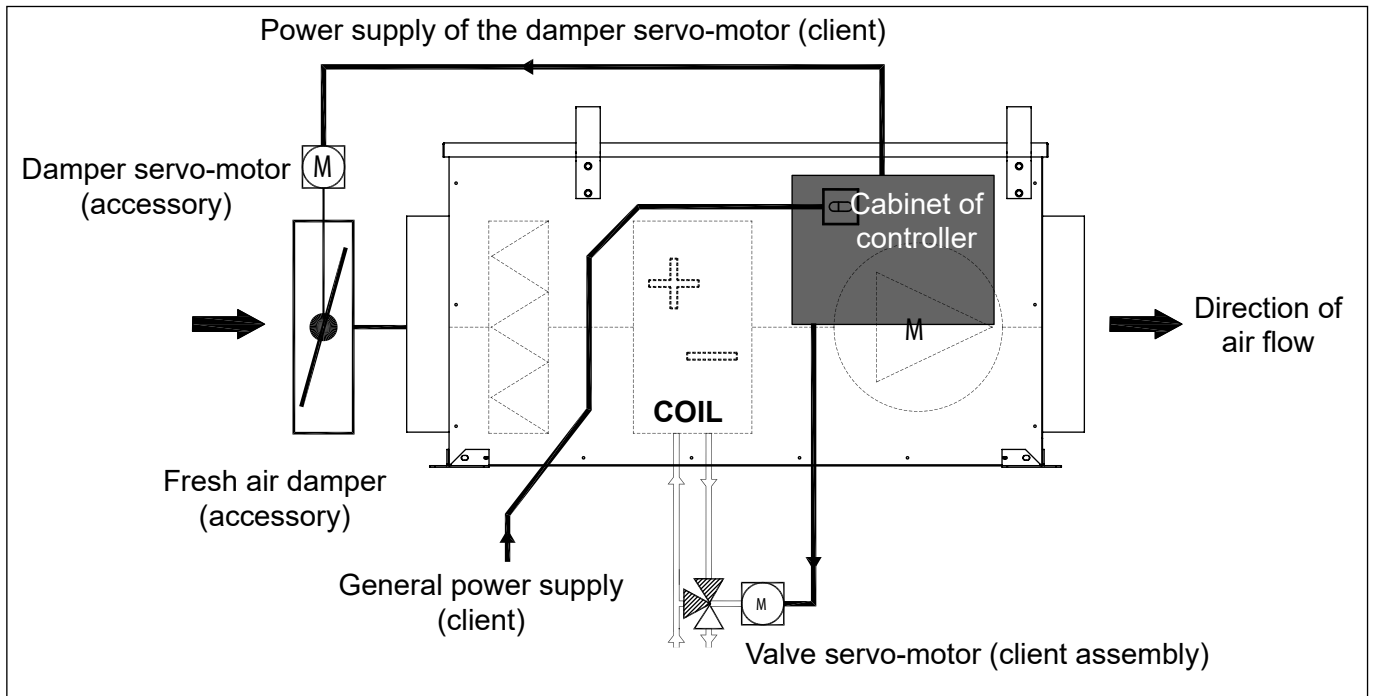 Power supply of the damper servo-motor (client)
M
Damper servo-motor
(accessory)
Cabinet of
controller
M
Direction of
air flow
COIL
Fresh air damper
(accessory)
General power supply
(client)
M
Valve servo-motor (client assembly)